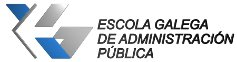 ESCOLA GALEGA
DE ADMINISTRACIÓN
PÚBLICA